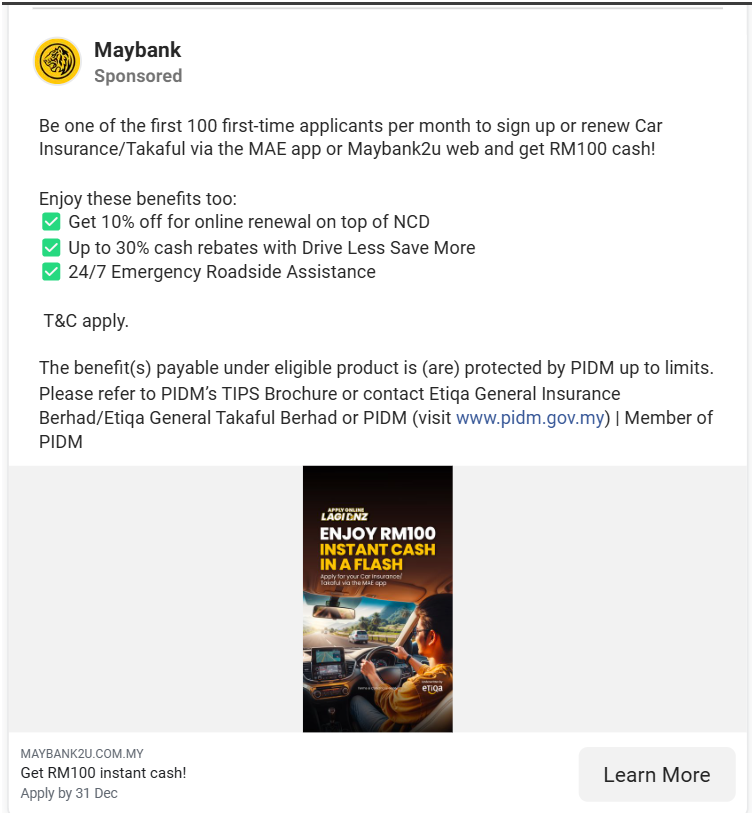 Maybank
Sponsored
Be one of the first 100 first-time applicants per month to sign up or renew Car
Insurance/Takaful via the MAE app or Maybank2u web and get RM100 cash!
Enjoy these benefits too:
✅ Get 10% off for online renewal on top of NCD
✅ Up to 30% cash rebates with Drive Less Save More
✅ 24/7 Emergency Roadside Assistance
T&C apply.
The benefit(s) payable under eligible product is (are) protected by PIDM up to limits.
Please refer to PIDM’s TIPS Brochure or contact Etiqa General Insurance
Berhad/Etiqa General Takaful Berhad or PIDM (visit www.pidm.gov.my) | Member of
PIDM
APPLY ONLINE
LAGI BNZ
ENJOY RM100
INSTANT CASH
IN A FLASH
Apply for your Car Insurance/
Takaful via the MAE app
etiqa
MAYBANK2U.COM.MY
Get RM100 instant cash!
Apply by 31 Dec
Learn More